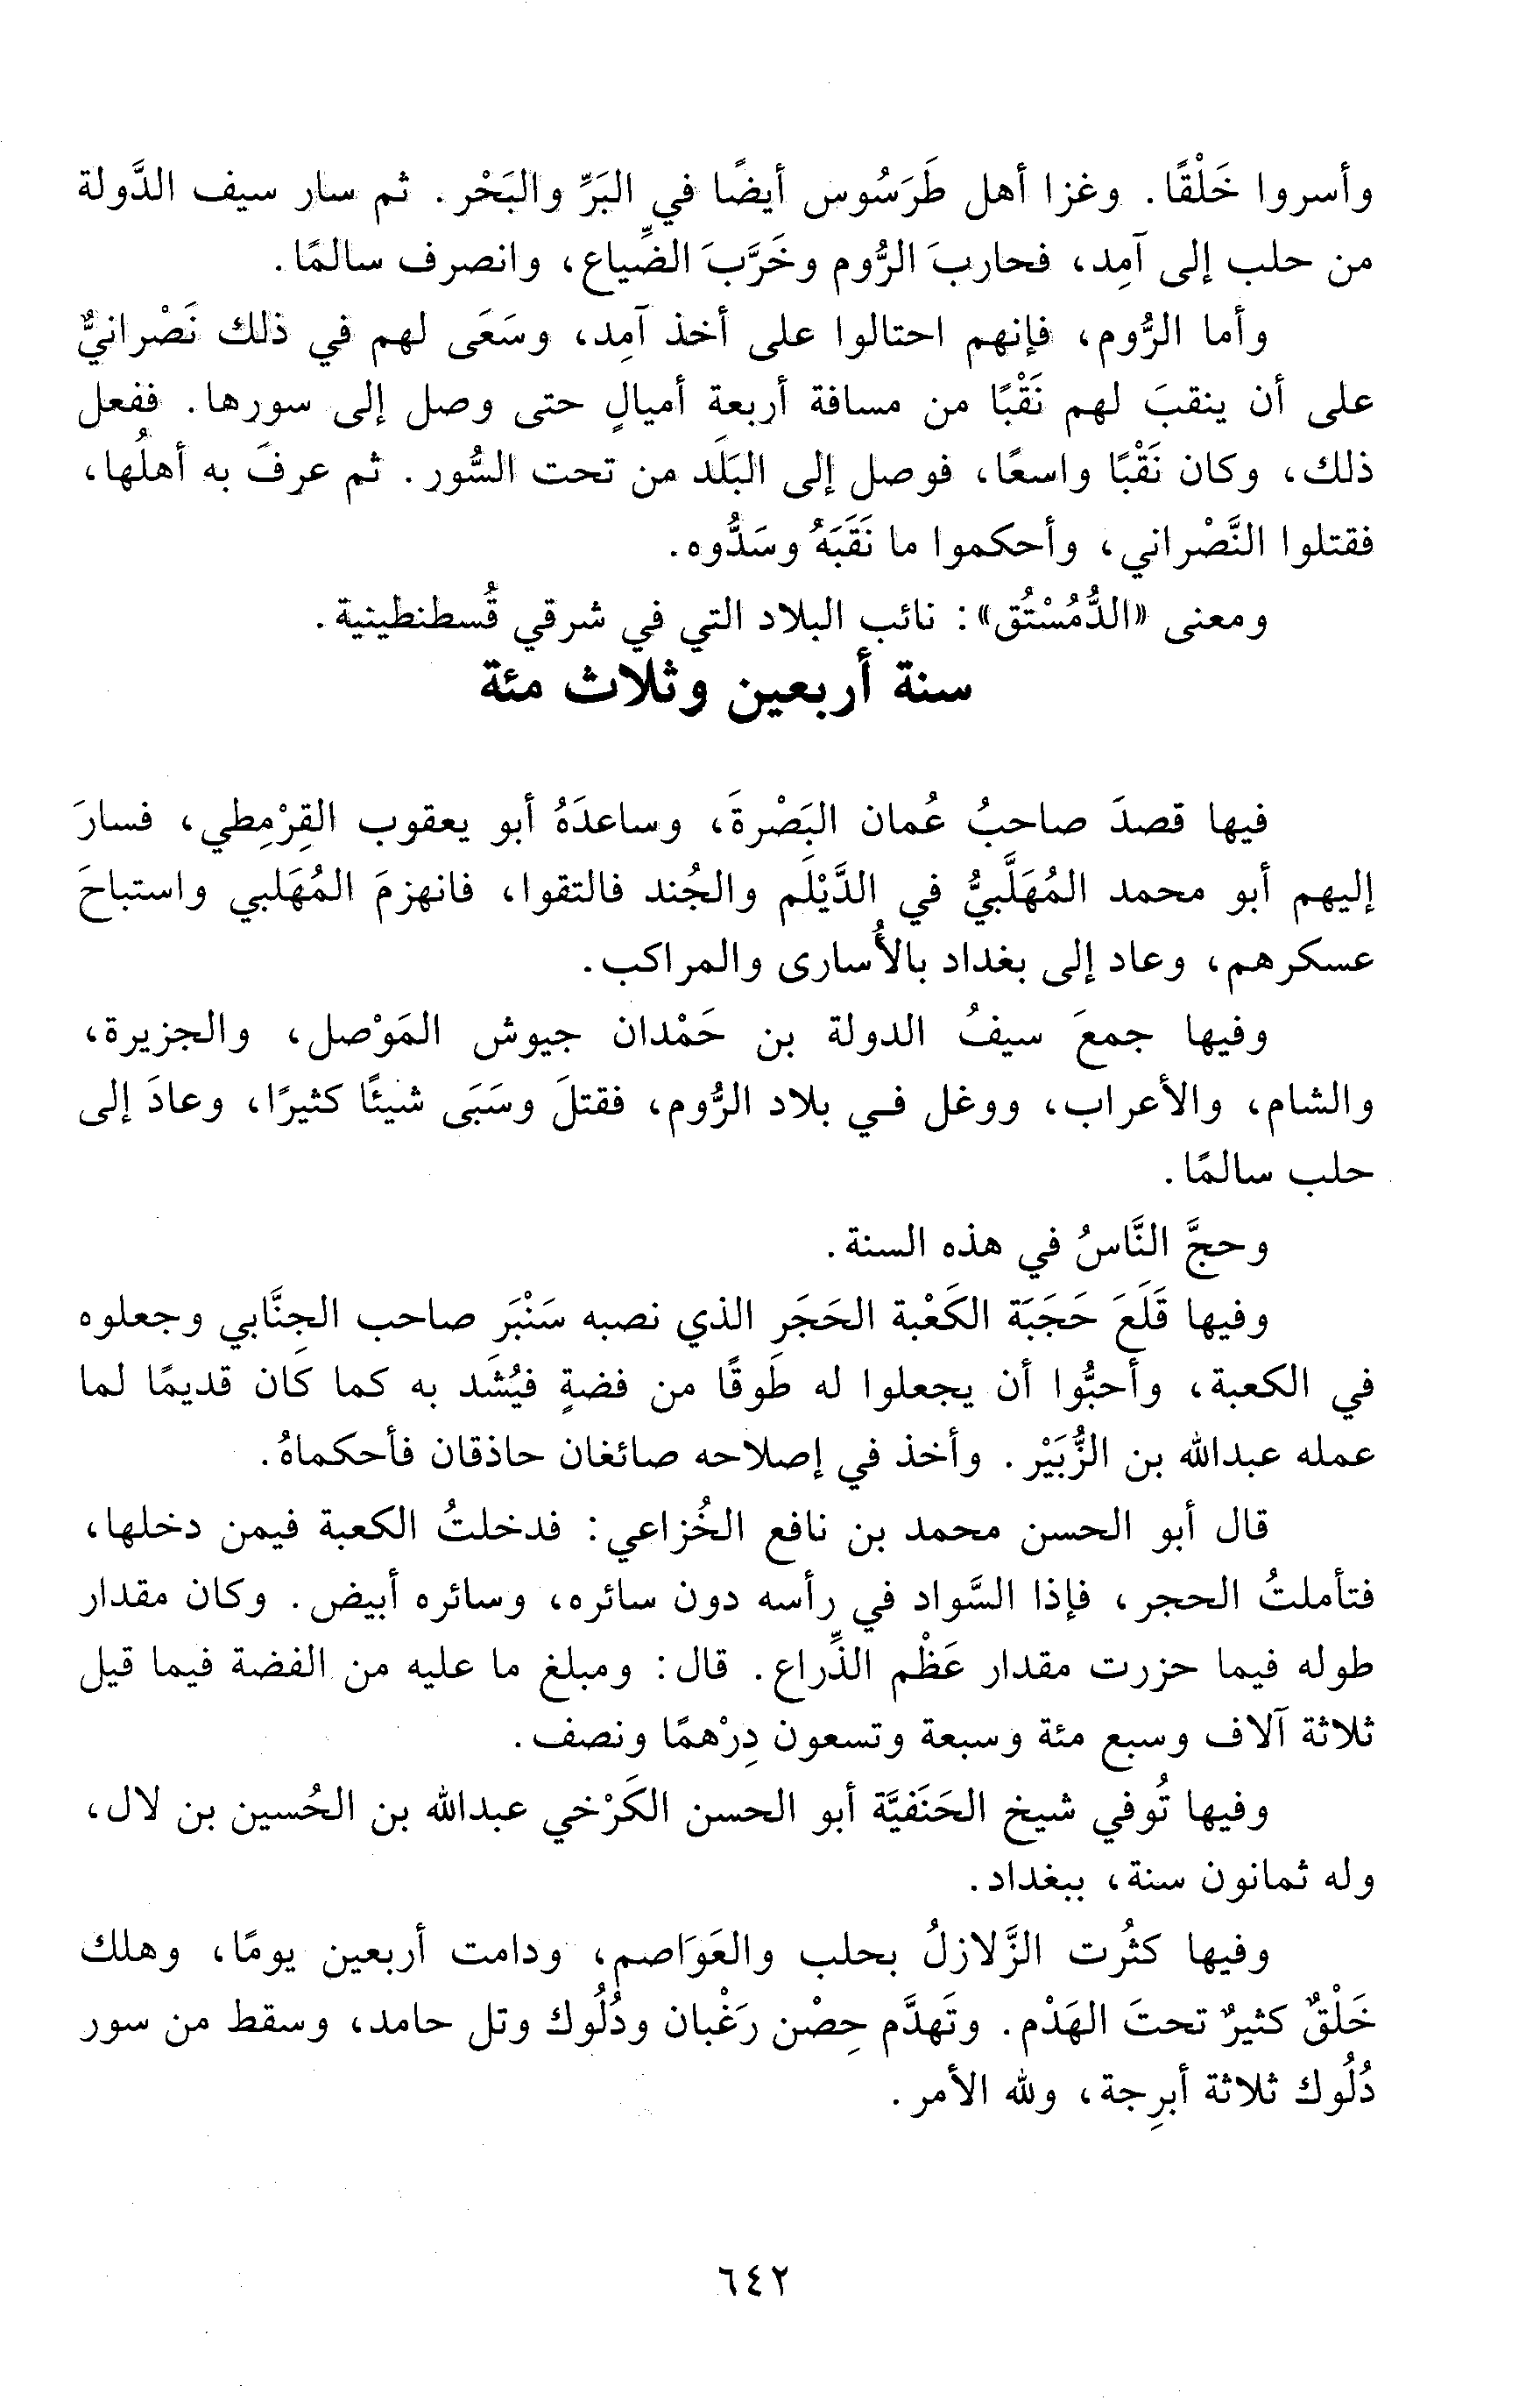 وأسروا خَلْقًا. وغزا أهل طَرَسُوس أيضًا في البَرِّ والبَحْر. ثم سار سيف الدَّولة
من حلب إلى آمِد، فحاربَ الرُّوم وخَرَّبَ الضِّياع، وانصرف سالمًا.
وأما الرُّوم، فإنهم احتالوا على أخذ آمِد، وسَعَى لهم في ذلك نَصْرانيٌّ
على أن ينقبَ لهم نَقْبًا من مسافة أربعة أميالٍ حتى وصل إلى سورها. ففعل
ذلك، وكان نَقْبًا واسعًا، فوصل إلى البَلَد من تحت السُّور. ثم عرفَ به أهلُها،
فقتلوا النَّصْراني، وأحكموا ما نَقَبَهُ وسَدُّوه.
ومعنى «الدُّمُسْتُق»: نائب البلاد التي في شرقي قُسطنطينية.
سنة أربعين وثلاث مئة
فيها قصدَ صاحبُ عُمان البَصْرةَ، وساعدَهُ أبو يعقوب القِرْمِطي، فسارَ
إليهم أبو محمد المُهَلَّبيُّ في الدَّيْلَم والجُند فالتقوا، فانهزمَ المُهَلبي واستباحَ
عسكرهم، وعاد إلى بغداد بالأُسارى والمراكب.
وفيها جمعَ سيفُ الدولة بن حَمْدان جيوش المَوْصل، والجزيرة،
والشام، والأعراب، ووغل في بلاد الرُّوم، فقتلَ وسَبَى شيئًا كثيرًا، وعادَ إلى
حلب سالمًا.
وحجَّ النَّاسُ في هذه السنة.
وفيها قَلَعَ حَجَبَة الكَعْبة الحَجَر الذي نصبه سَنْبَر صاحب الجِنَّابي وجعلوه
في الكعبة، وأحبُّوا أن يجعلوا له طَوقًا من فضةٍ فيُشَد به كما كان قديمًا لما
عمله عبدالله بن الزُّبَيْر. وأخذ في إصلاحه صائغان حاذقان فأحكماهُ.
قال أبو الحسن محمد بن نافع الخُزاعي: فدخلتُ الكعبة فيمن دخلها،
فتأملتُ الحجر، فإذا السَّواد في رأسه دون سائره، وسائره أبيض. وكان مقدار
طوله فيما حزرت مقدار عَظْم الذِّراع. قال: ومبلغ ما عليه من الفضة فيما قيل
ثلاثة آلاف وسبع مئة وسبعة وتسعون دِرْهمًا ونصف.
وفيها تُوفي شيخ الحَنَفيَّة أبو الحسن الكَرْخي عبدالله بن الحُسين بن لال،
وله ثمانون سنة، ببغداد.
وفيها كثُرت الزَّلازلُ بحلب والعَوَاصم، ودامت أربعين يومًا، وهلك
خَلْقٌ كثيرٌ تحتَ الهَدْم. وتَهدَّم حِصْن رَغْبان ودُلُوك وتل حامد، وسقط من سور
دُلُوك ثلاثة أبرِجة، ولله الأمر.
٦٤٢